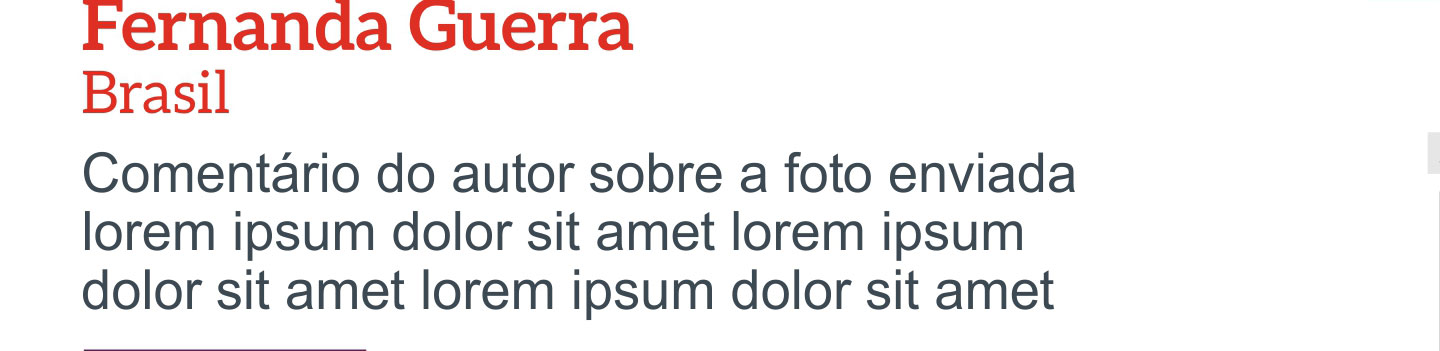 Fernanda Guerra
Brasil
Comentário do autor sobre a foto enviada
lorem ipsum dolor sit amet lorem ipsum
dolor sit amet lorem ipsum dolor sit amet